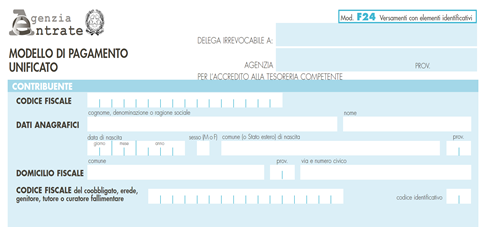 genzia
ntrate
Mod. F24 Versamenti con elementi identificativi
DELEGA IRREVOCABILE A:
MODELLO DI PAGAMENTO
UNIFICATO
AGENZIA
PROV.
PER L'ACCREDITO ALLA TESORERIA COMPETENTE
CONTRIBUENTE
CODICE FISCALE
cognome, denominazione o ragione sociale
nome
DATI ANAGRAFICI
data di nascita
sesso (M o F)
comune (o Stato estero) di nascita
prov.
giorno
mese
anno
comune
prov.
via e numero civico
DOMICILIO FISCALE
CODICE FISCALE del coobbligato, erede,
genitore, tutore o curatore fallimentare
codice identificativo